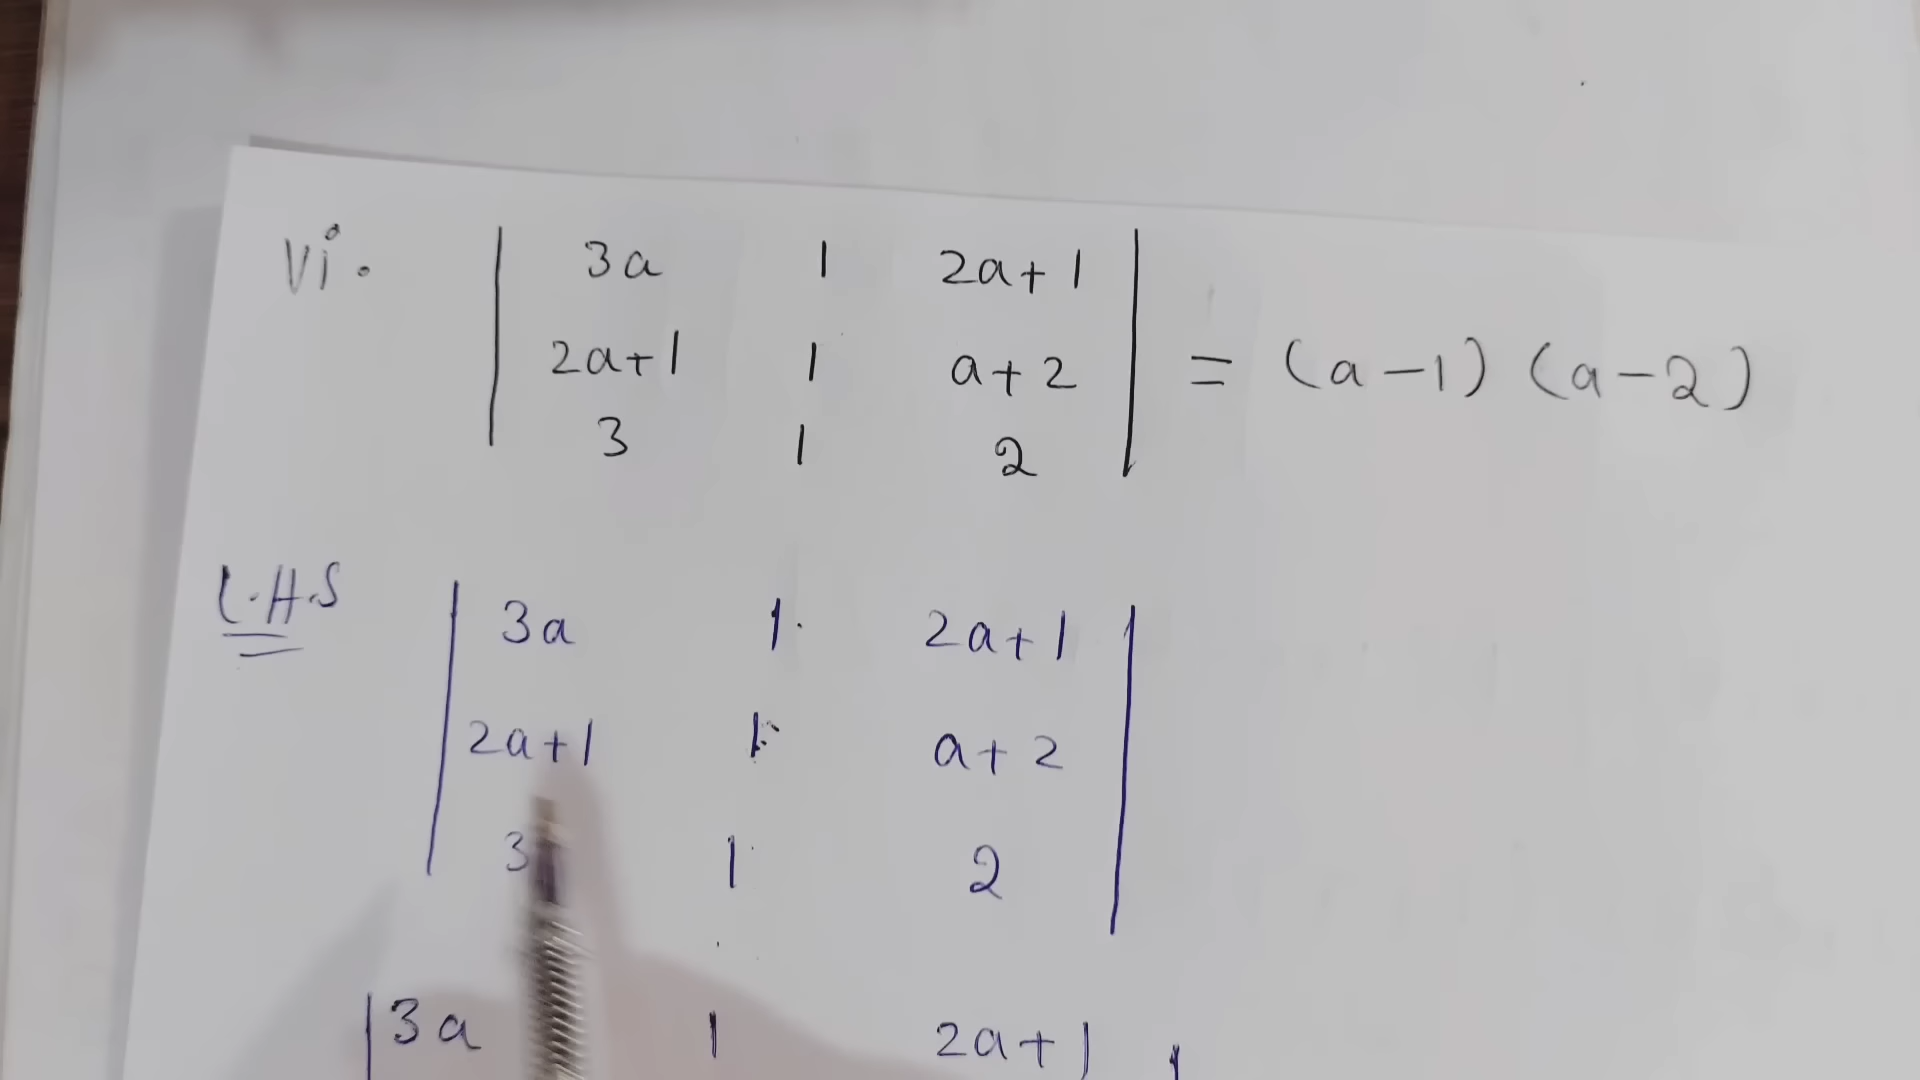 vi. | 3a 1 2a+1 |
| 2a+1 1 a+2 | = (a-1) (a-2)
| 3 1 2 |
L.H.S | 3a 1 2a+1 |
| 2a+1 1 a+2 |
| 3 1 2 |
| 3a 1 2a+1 |